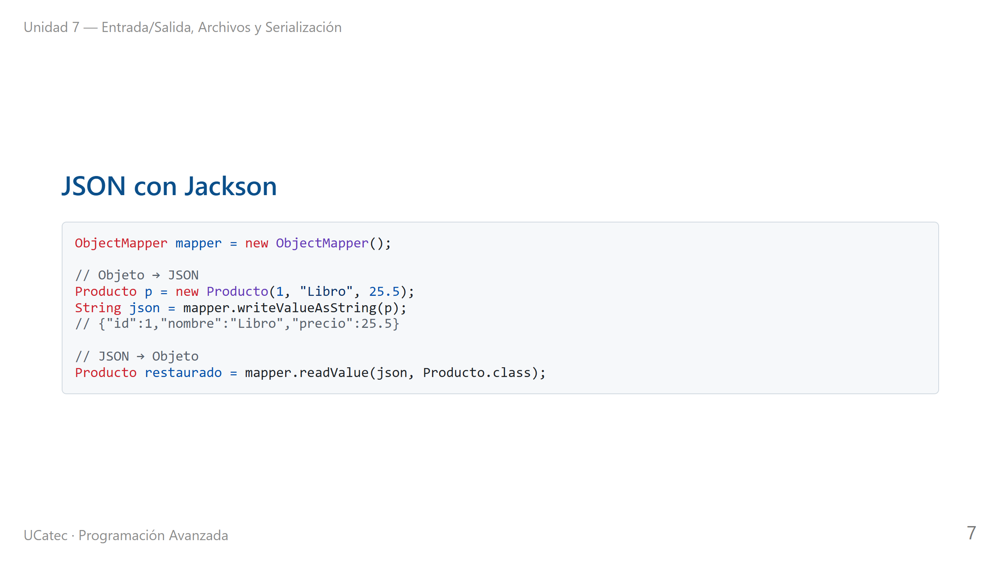 Unidad 7 — Entrada/Salida, Archivos y Serialización
JSON con Jackson
ObjectMapper mapper = new ObjectMapper();
// Objeto → JSON
Producto p = new Producto(1, "Libro", 25.5);
String json = mapper.writeValueAsString(p);
// {"id":1,"nombre":"Libro","precio":25.5}
// JSON → Objeto
Producto restaurado = mapper.readValue(json, Producto.class);
UCatec · Programación Avanzada
7